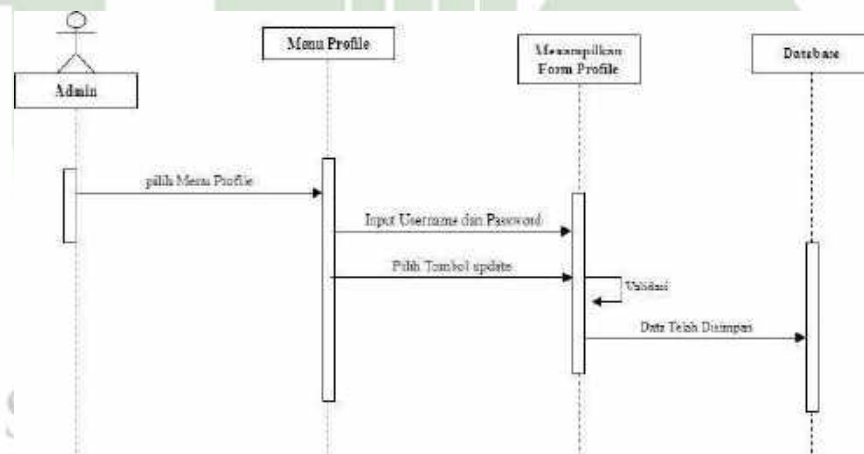 Admin
Menu Profile
Menampilkan
Form Profile
Database
pilih Menu Profile
Input Username dan Password
Pilih Tombol update
Validasi
Data Telah Disimpan